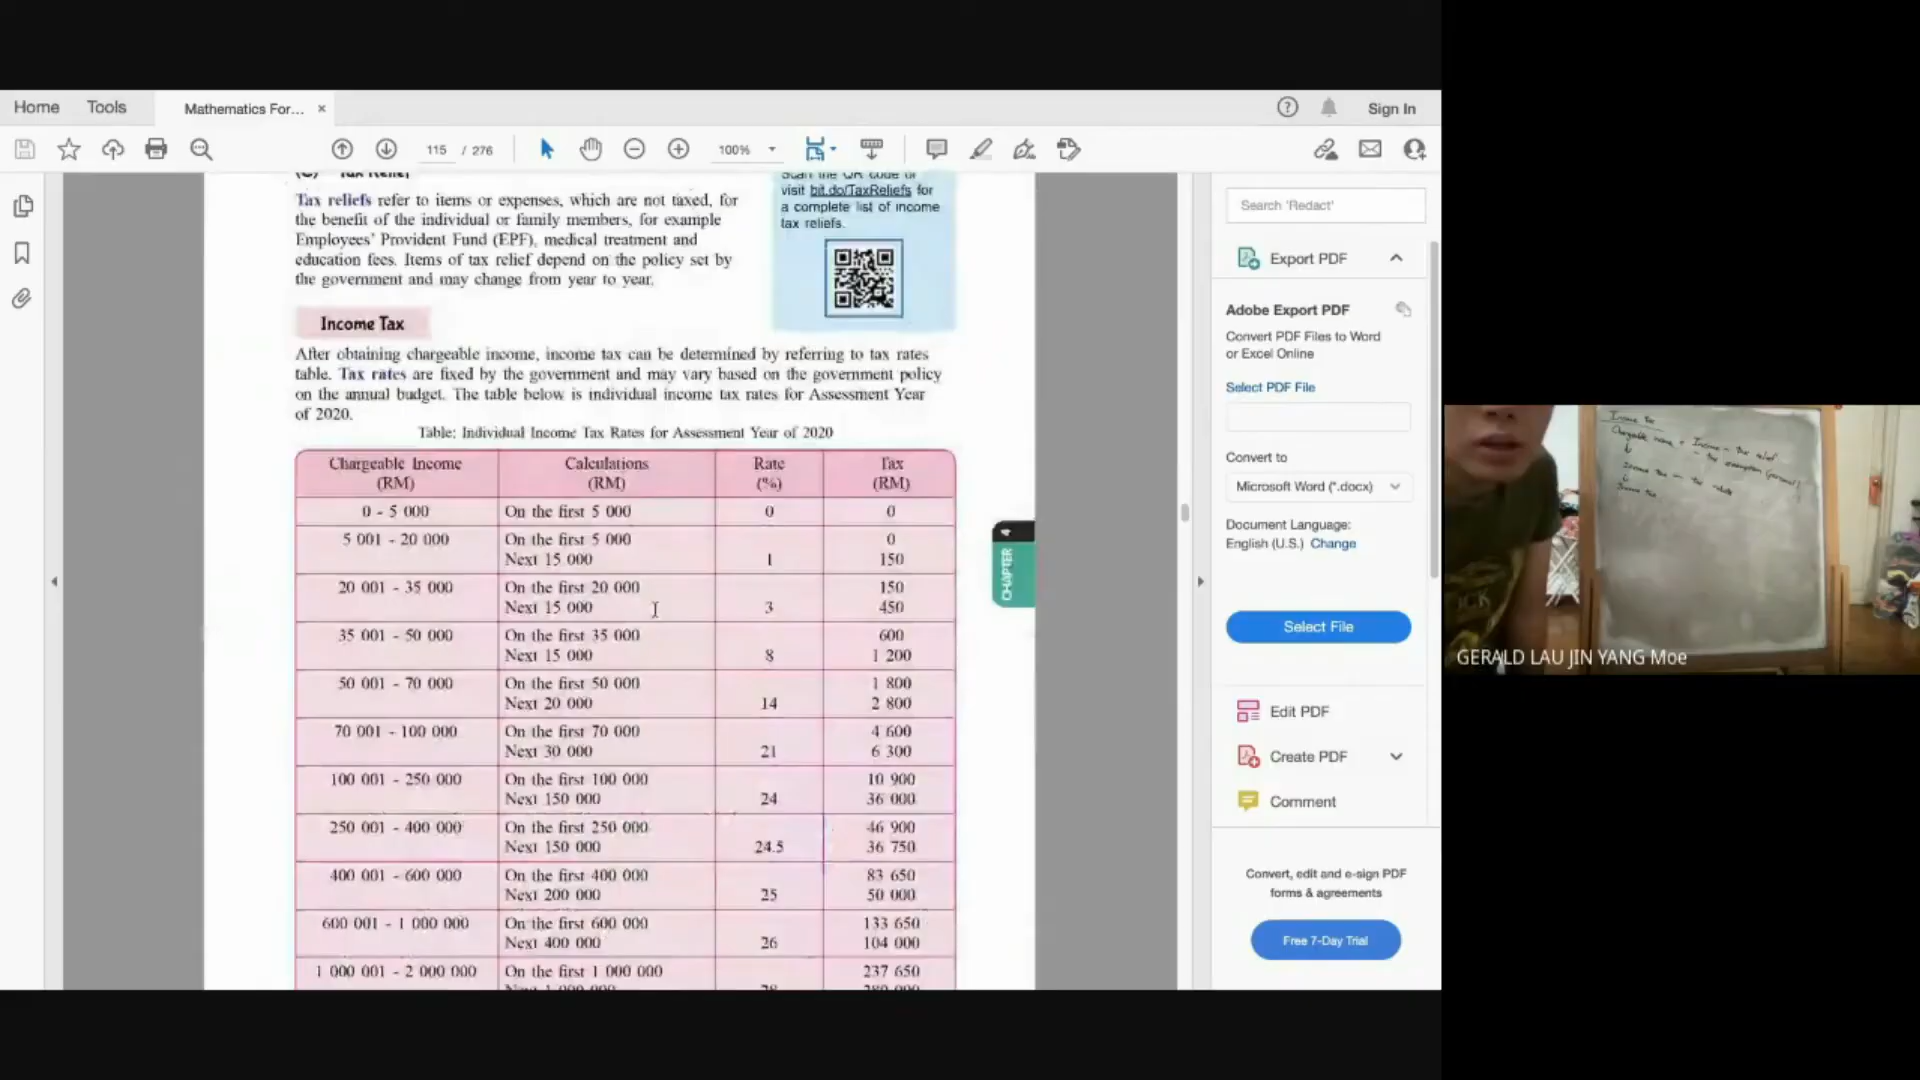 Home
Tools
Mathematics For...
×
Sign In
115 / 276
100%
Tax reliefs refer to items or expenses, which are not taxed, for
the benefit of the individual or family members, for example
Employees' Provident Fund (EPF), medical treatment and
education fees. Items of tax relief depend on the policy set by
the government and may change from year to year.
Scan the QR code or
visit bit.do/TaxReliefs for
a complete list of income
tax reliefs.
Income Tax
After obtaining chargeable income, income tax can be determined by referring to tax rates
table. Tax rates are fixed by the government and may vary based on the government policy
on the annual budget. The table below is individual income tax rates for Assessment Year
of 2020.
Table: Individual Income Tax Rates for Assessment Year of 2020
Chargeable Income (RM) Calculations (RM) Rate (%) Tax (RM)
0 - 5 000 On the first 5 000 0 0
5 001 - 20 000 On the first 5 000 0
Next 15 000 1 150
20 001 - 35 000 On the first 20 000 150
Next 15 000 3 450
35 001 - 50 000 On the first 35 000 600
Next 15 000 8 1 200
50 001 - 70 000 On the first 50 000 1 800
Next 20 000 14 2 800
70 001 - 100 000 On the first 70 000 4 600
Next 30 000 21 6 300
100 001 - 250 000 On the first 100 000 10 900
Next 150 000 24 36 000
250 001 - 400 000 On the first 250 000 46 900
Next 150 000 24.5 36 750
400 001 - 600 000 On the first 400 000 83 650
Next 200 000 25 50 000
600 001 - 1 000 000 On the first 600 000 133 650
Next 400 000 26 104 000
1 000 001 - 2 000 000 On the first 1 000 000 237 650
CHAPTER 4
Search 'Redact'
Export PDF
Adobe Export PDF
Convert PDF Files to Word
or Excel Online
Select PDF File
Convert to
Microsoft Word (*.docx)
Document Language:
English (U.S.) Change
Select File
Edit PDF
Create PDF
Comment
Convert, edit and e-sign PDF
forms & agreements
Free 7-Day Trial
Income tax
Chargeable income = Income - tax relief
- tax exemption (personal)
Income tax
GERALD LAU JIN YANG Moe